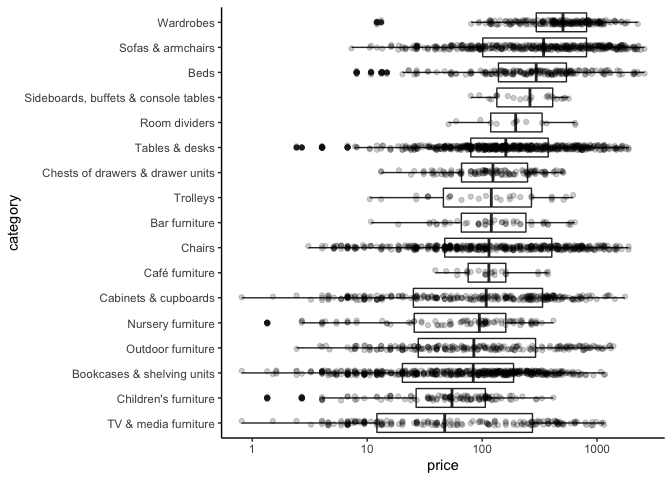 Wardrobes
Sofas & armchairs
Beds
Sideboards, buffets & console tables
Room dividers
Tables & desks
Chests of drawers & drawer units
Trolleys
Bar furniture
Chairs
Café furniture
Cabinets & cupboards
Nursery furniture
Outdoor furniture
Bookcases & shelving units
Children's furniture
TV & media furniture
category
1 10 100 1000
price